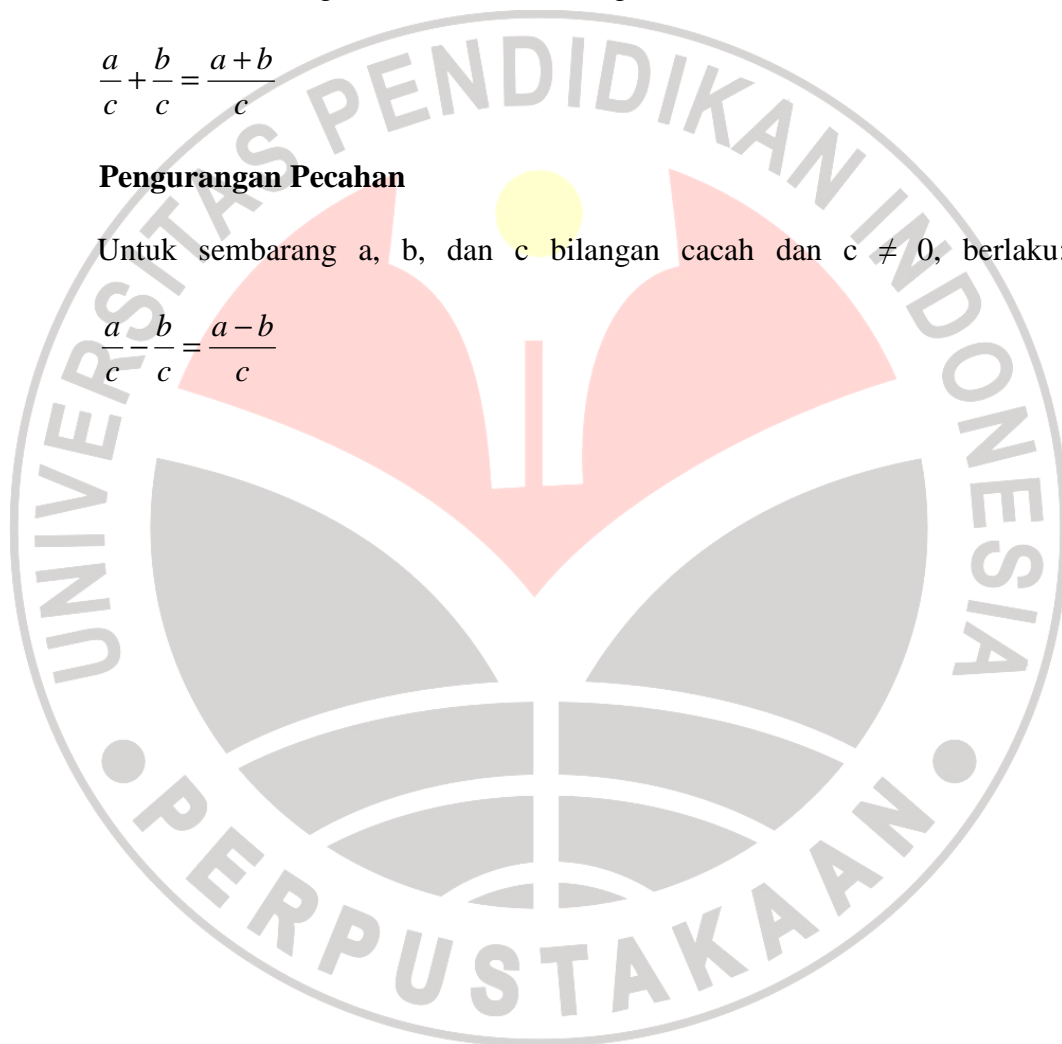 a/c + b/c = (a + b)/c
Pengurangan Pecahan
Untuk sembarang a, b, dan c bilangan cacah dan c ≠ 0, berlaku:
a/c − b/c = (a − b)/c
UNIVERSITAS PENDIDIKAN INDONESIA
PERPUSTAKAAN